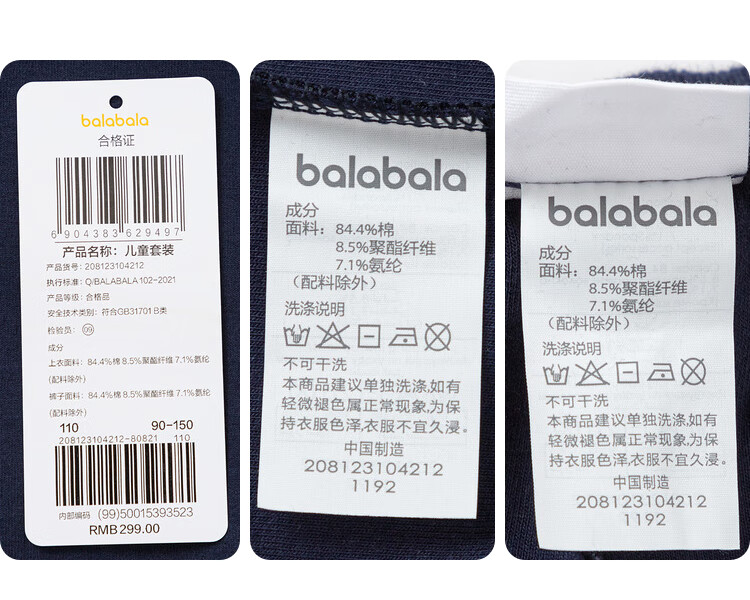 balabala
合格证
6 904383 629497
产品名称：儿童套装
产品货号：208123104212
执行标准：Q/BALABALA 102-2021
产品等级：合格品
安全技术类别：符合GB31701 B类
检验员：09
成分
上衣面料：84.4%棉 8.5%聚酯纤维 7.1%氨纶
(配料除外)
裤子面料：84.4%棉 8.5%聚酯纤维 7.1%氨纶
(配料除外)
110 90-150
208123104212-80821 110
内部编码 (99)50015393523
RMB299.00
balabala
成分
面料：84.4%棉
8.5%聚酯纤维
7.1%氨纶
(配料除外)
洗涤说明
不可干洗
本商品建议单独洗涤,如有
轻微褪色属正常现象,为保
持衣服色泽,衣服不宜久浸。
中国制造
208123104212
1192
balabala
成分
面料：84.4%棉
8.5%聚酯纤维
7.1%氨纶
(配料除外)
洗涤说明
不可干洗
本商品建议单独洗涤,如有
轻微褪色属正常现象,为保
持衣服色泽,衣服不宜久浸。
中国制造
208123104212
1192